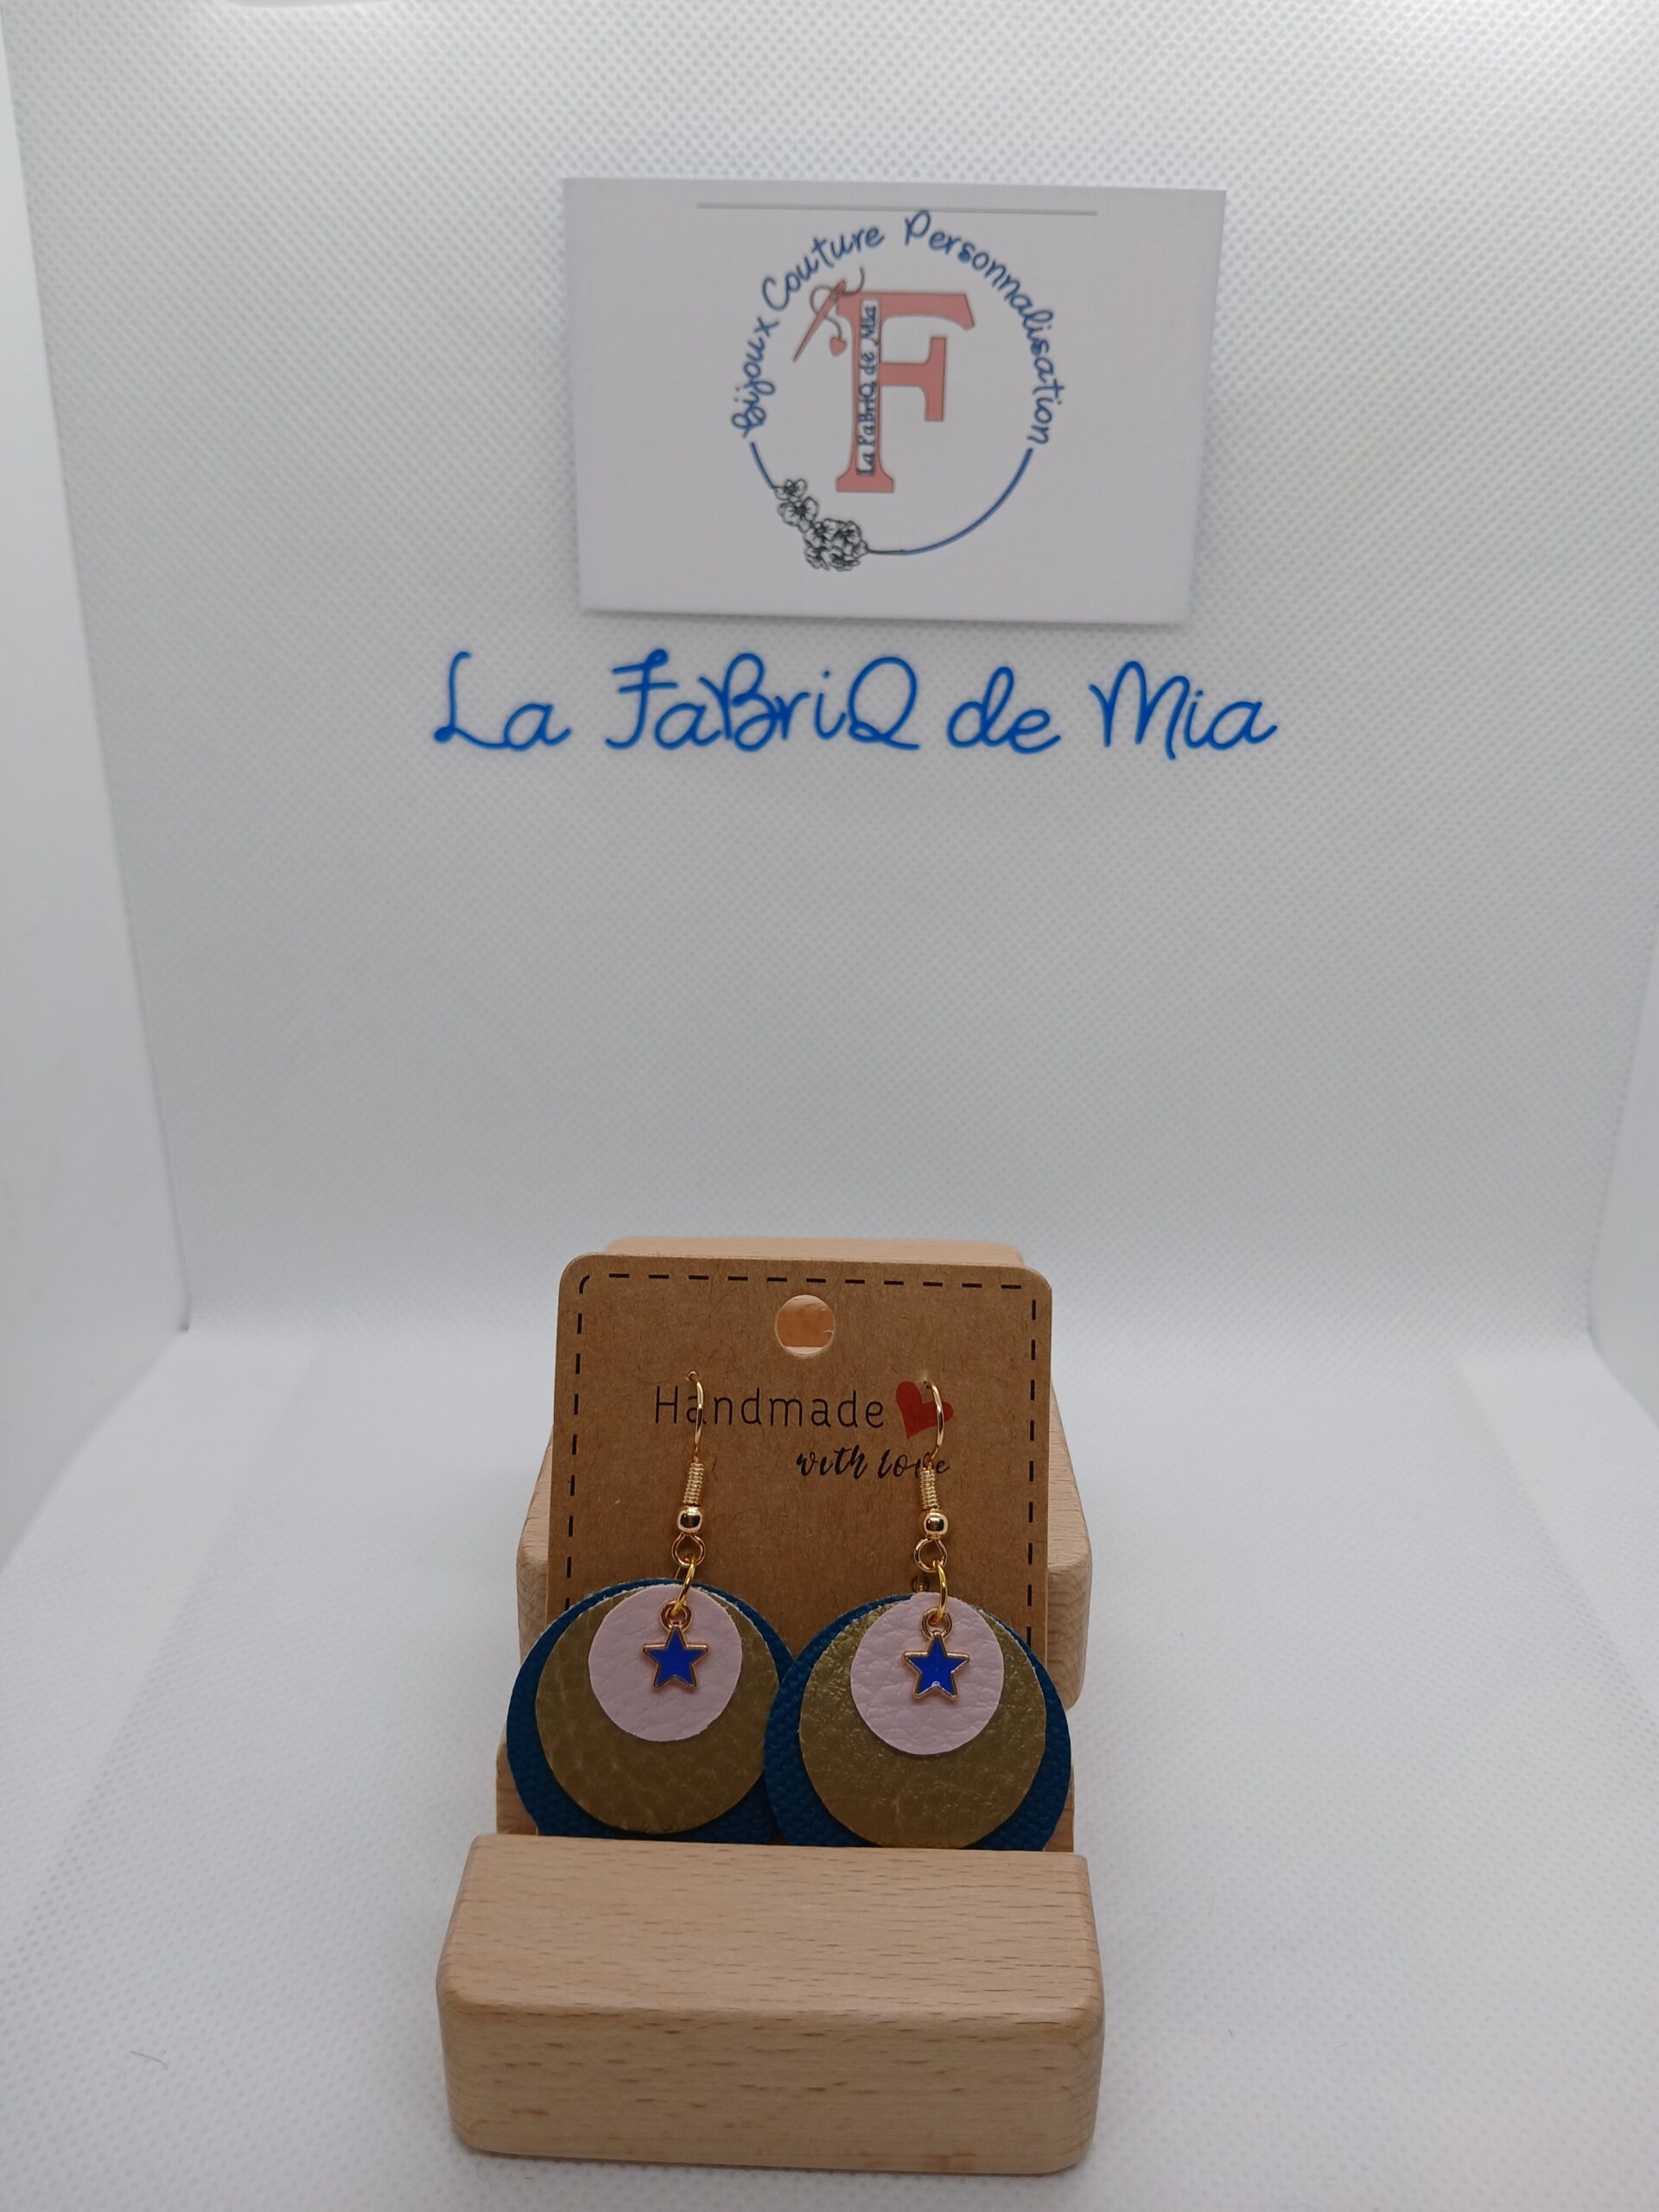 Bijoux Couture Personnalisation
La FaBriQ de Mia
La FaBriQ de Mia
Handmade
with love